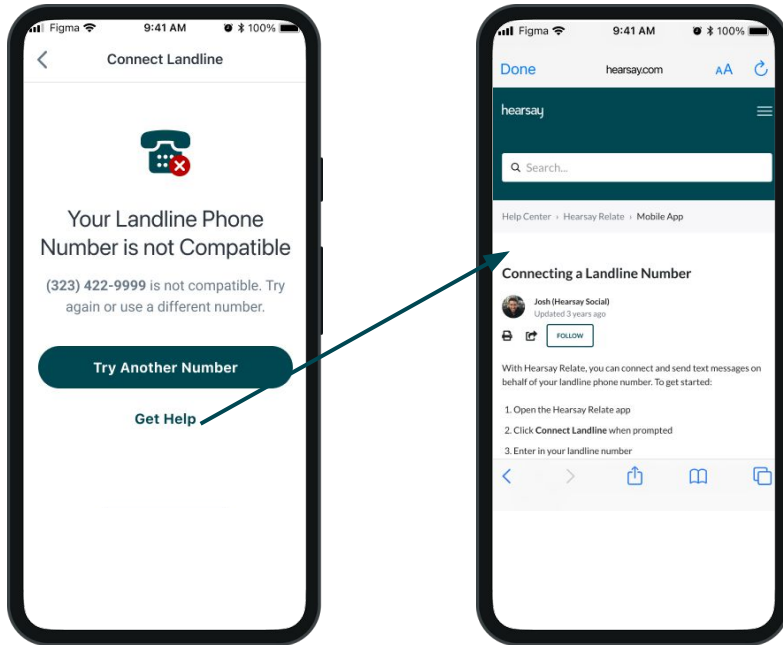 Figma 9:41 AM 100%
Connect Landline
Your Landline Phone
Number is not Compatible
(323) 422-9999 is not compatible. Try
again or use a different number.
Try Another Number
Get Help
Figma 9:41 AM 100%
Done hearsay.com AA
hearsay
Search...
Help Center › Hearsay Relate › Mobile App
Connecting a Landline Number
Josh (Hearsay Social)
Updated 3 years ago
FOLLOW
With Hearsay Relate, you can connect and send text messages on
behalf of your landline phone number. To get started:
1. Open the Hearsay Relate app
2. Click Connect Landline when prompted
3. Enter in your landline number